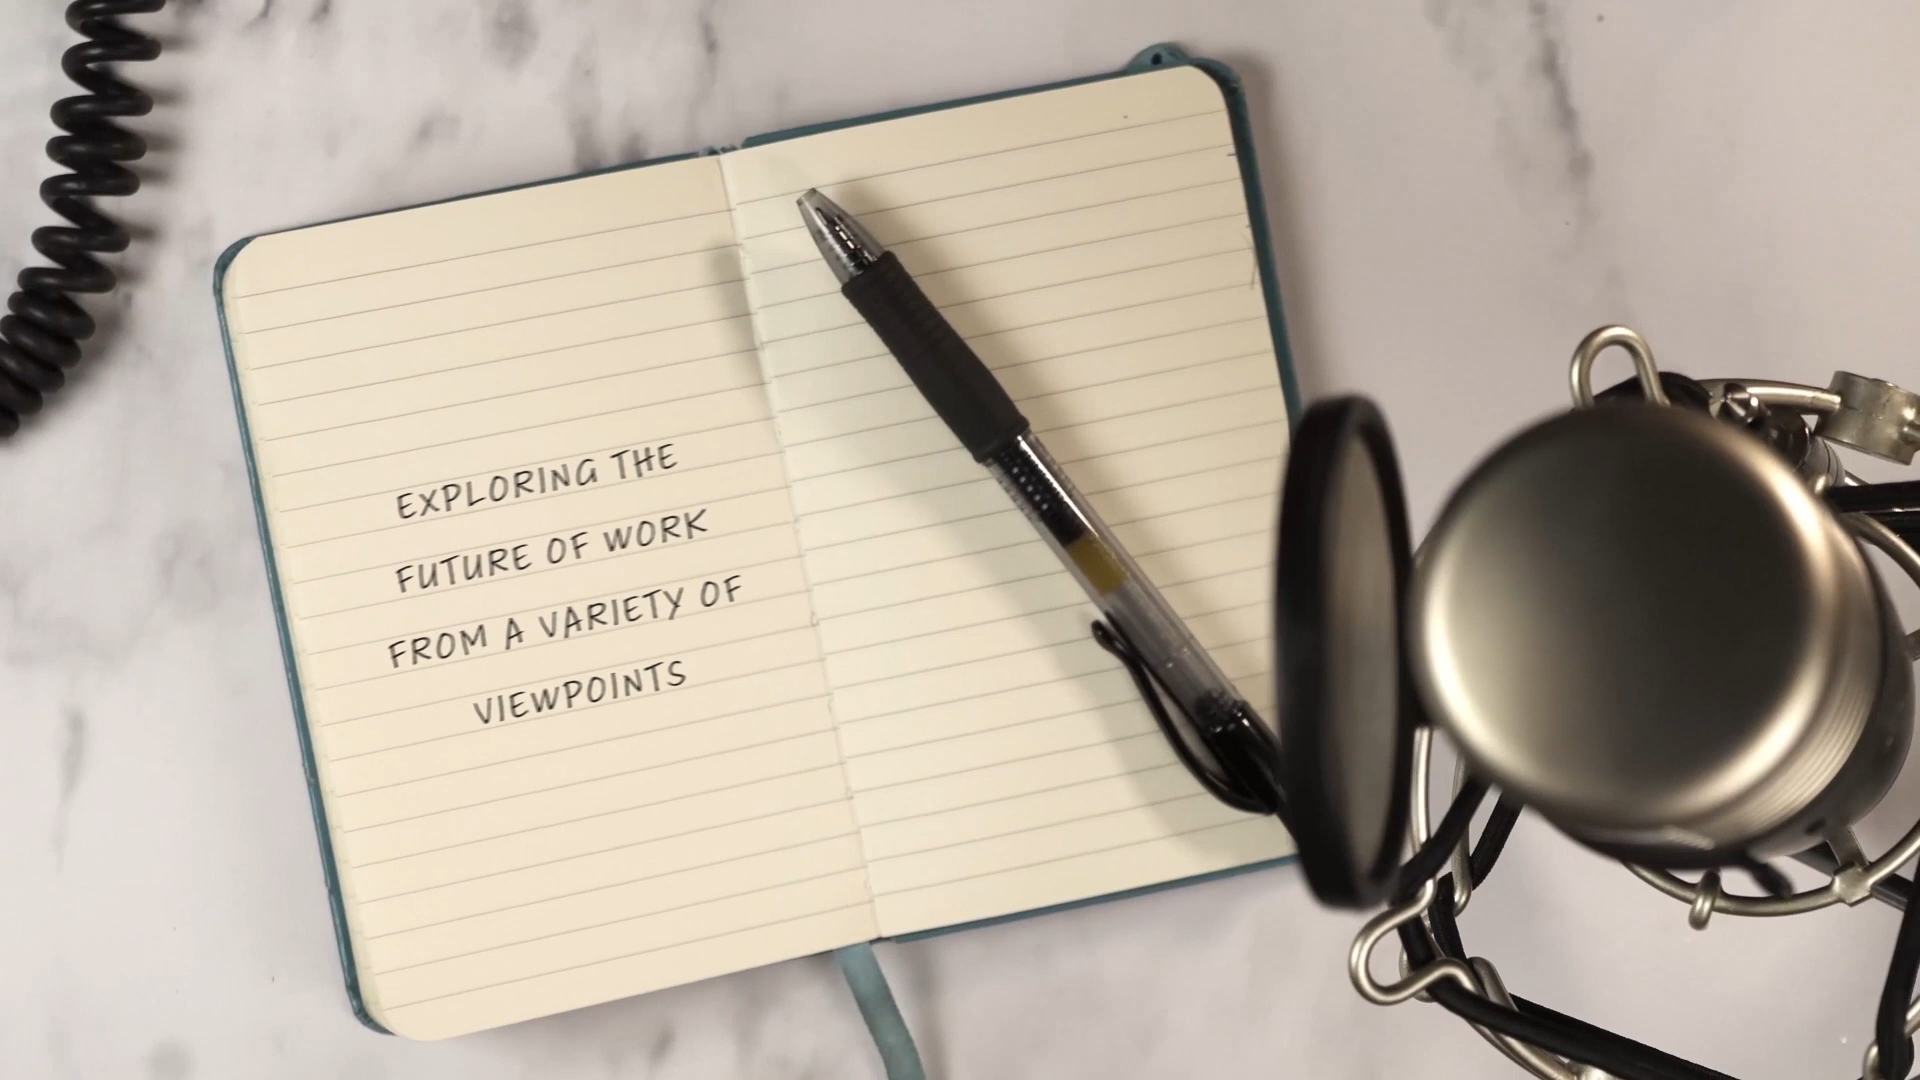 EXPLORING THE
FUTURE OF WORK
FROM A VARIETY OF
VIEWPOINTS